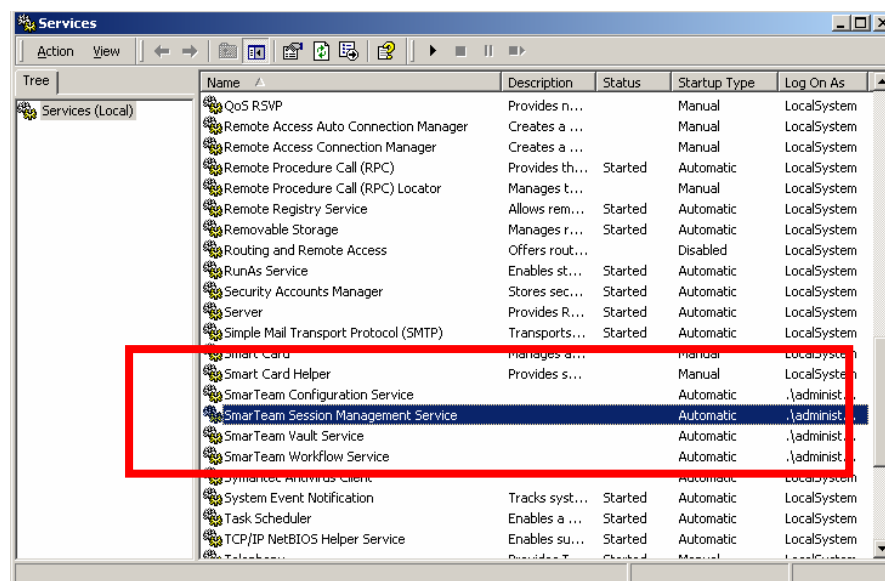 Services
Action View
Tree
Name Description Status Startup Type Log On As
Services (Local)
QoS RSVP Provides n... Manual LocalSystem
Remote Access Auto Connection Manager Creates a ... Manual LocalSystem
Remote Access Connection Manager Creates a ... Manual LocalSystem
Remote Procedure Call (RPC) Provides th... Started Automatic LocalSystem
Remote Procedure Call (RPC) Locator Manages t... Manual LocalSystem
Remote Registry Service Allows rem... Started Automatic LocalSystem
Removable Storage Manages r... Started Automatic LocalSystem
Routing and Remote Access Offers rout... Disabled LocalSystem
RunAs Service Enables st... Started Automatic LocalSystem
Security Accounts Manager Stores sec... Started Automatic LocalSystem
Server Provides R... Started Automatic LocalSystem
Simple Mail Transport Protocol (SMTP) Transports... Started Automatic LocalSystem
Smart Card Manages a... Manual LocalSystem
Smart Card Helper Provides s... Manual LocalSystem
SmarTeam Configuration Service Automatic .\administ...
SmarTeam Session Management Service Automatic .\administ...
SmarTeam Vault Service Automatic .\administ...
SmarTeam Workflow Service Automatic .\administ...
Symantec Antivirus Client Automatic LocalSystem
System Event Notification Tracks syst... Started Automatic LocalSystem
Task Scheduler Enables a ... Started Automatic LocalSystem
TCP/IP NetBIOS Helper Service Enables su... Started Automatic LocalSystem